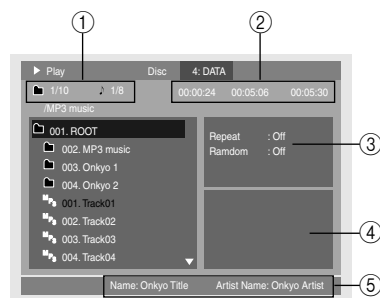 ① ②
Play Disc 4: DATA
1/10 ♪ 1/8 00:00:24 00:05:06 00:05:30
/MP3 music
001. ROOT
002. MP3 music
003. Onkyo 1
004. Onkyo 2
001. Track01
002. Track02
003. Track03
004. Track04
Repeat : Off
Ramdom : Off
③
④
Name: Onkyo Title Artist Name: Onkyo Artist
⑤